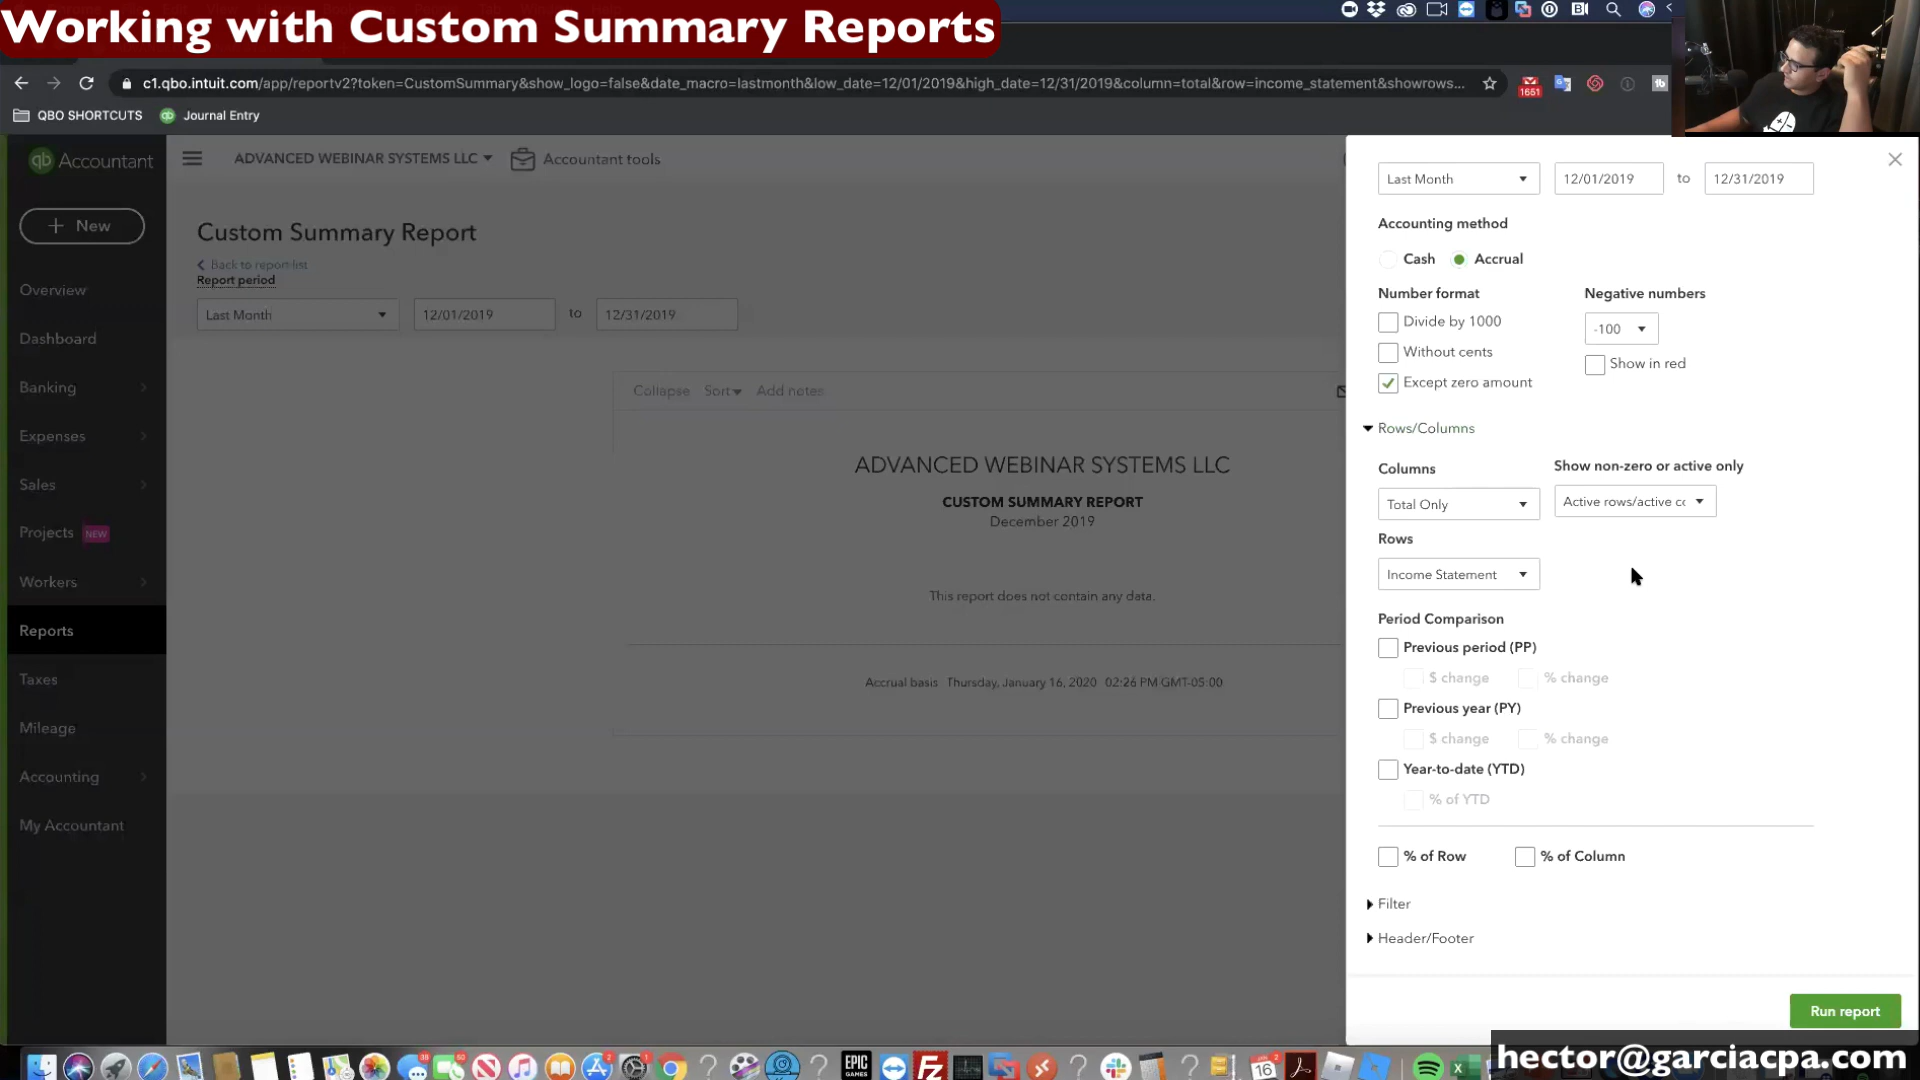 Working with Custom Summary Reports
c1.qbo.intuit.com/app/reportv2?token=CustomSummary&show_logo=false&date_macro=lastmonth&low_date=12/01/2019&high_date=12/31/2019&column=total&row=income_statement&showrows...
1651
QBO SHORTCUTS
Journal Entry
qb Accountant
ADVANCED WEBINAR SYSTEMS LLC
Accountant tools
+ New
Overview
Dashboard
Banking
Expenses
Sales
Projects NEW
Workers
Reports
Taxes
Mileage
Accounting
My Accountant
Custom Summary Report
Back to report list
Report period
Last Month
12/01/2019
to
12/31/2019
Collapse
Sort
Add notes
ADVANCED WEBINAR SYSTEMS LLC
CUSTOM SUMMARY REPORT
December 2019
This report does not contain any data.
Accrual basis Thursday, January 16, 2020 02:26 PM GMT-05:00
Last Month
12/01/2019
to
12/31/2019
Accounting method
Cash
Accrual
Number format
Negative numbers
Divide by 1000
-100
Without cents
Show in red
Except zero amount
Rows/Columns
Columns
Show non-zero or active only
Total Only
Active rows/active co
Rows
Income Statement
Period Comparison
Previous period (PP)
$ change
% change
Previous year (PY)
$ change
% change
Year-to-date (YTD)
% of YTD
% of Row
% of Column
Filter
Header/Footer
Run report
EPIC
GAMES
16
hector@garciacpa.com